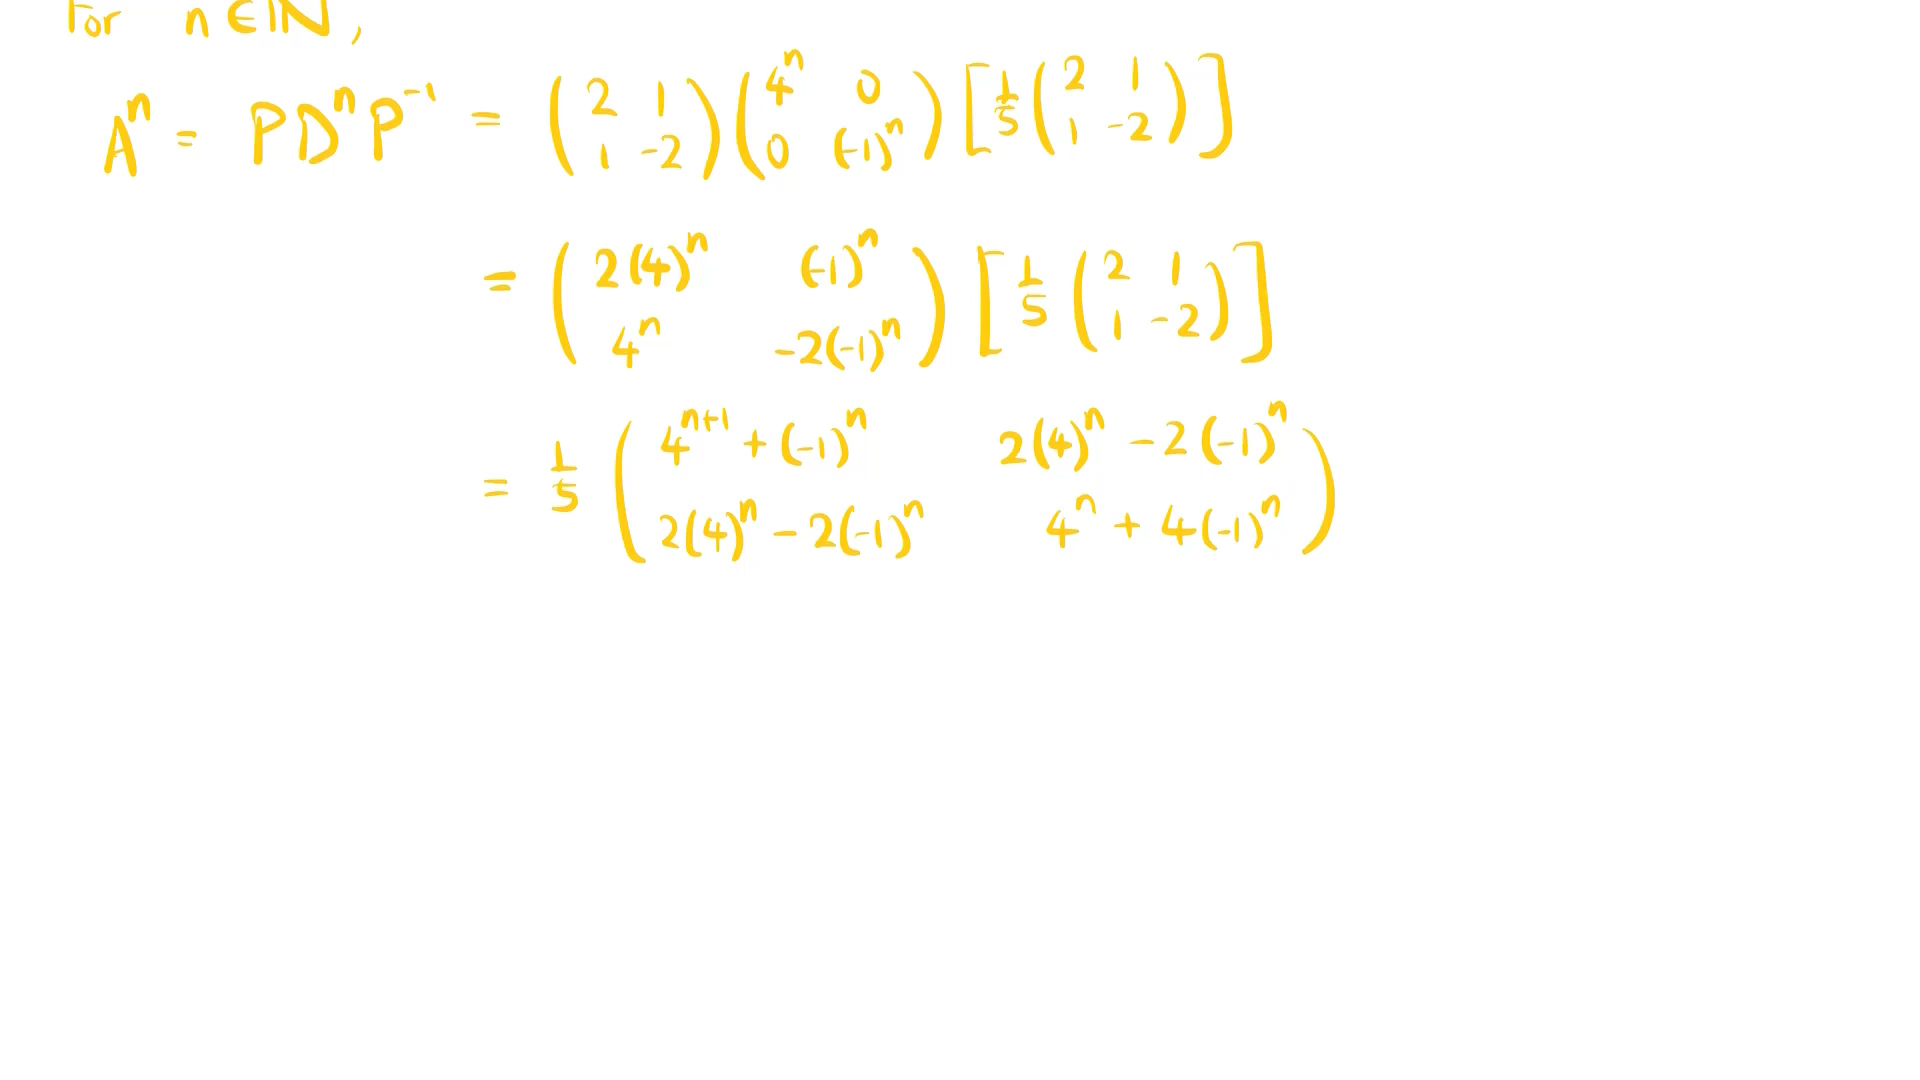 For n ∈ ℕ,
Aⁿ = PDⁿP⁻¹ = (2 1; 1 -2)(4ⁿ 0; 0 (-1)ⁿ)[1/5(2 1; 1 -2)]
= (2(4)ⁿ (-1)ⁿ; 4ⁿ -2(-1)ⁿ)[1/5(2 1; 1 -2)]
= 1/5(4ⁿ⁺¹ + (-1)ⁿ 2(4)ⁿ - 2(-1)ⁿ; 2(4)ⁿ - 2(-1)ⁿ 4ⁿ + 4(-1)ⁿ)